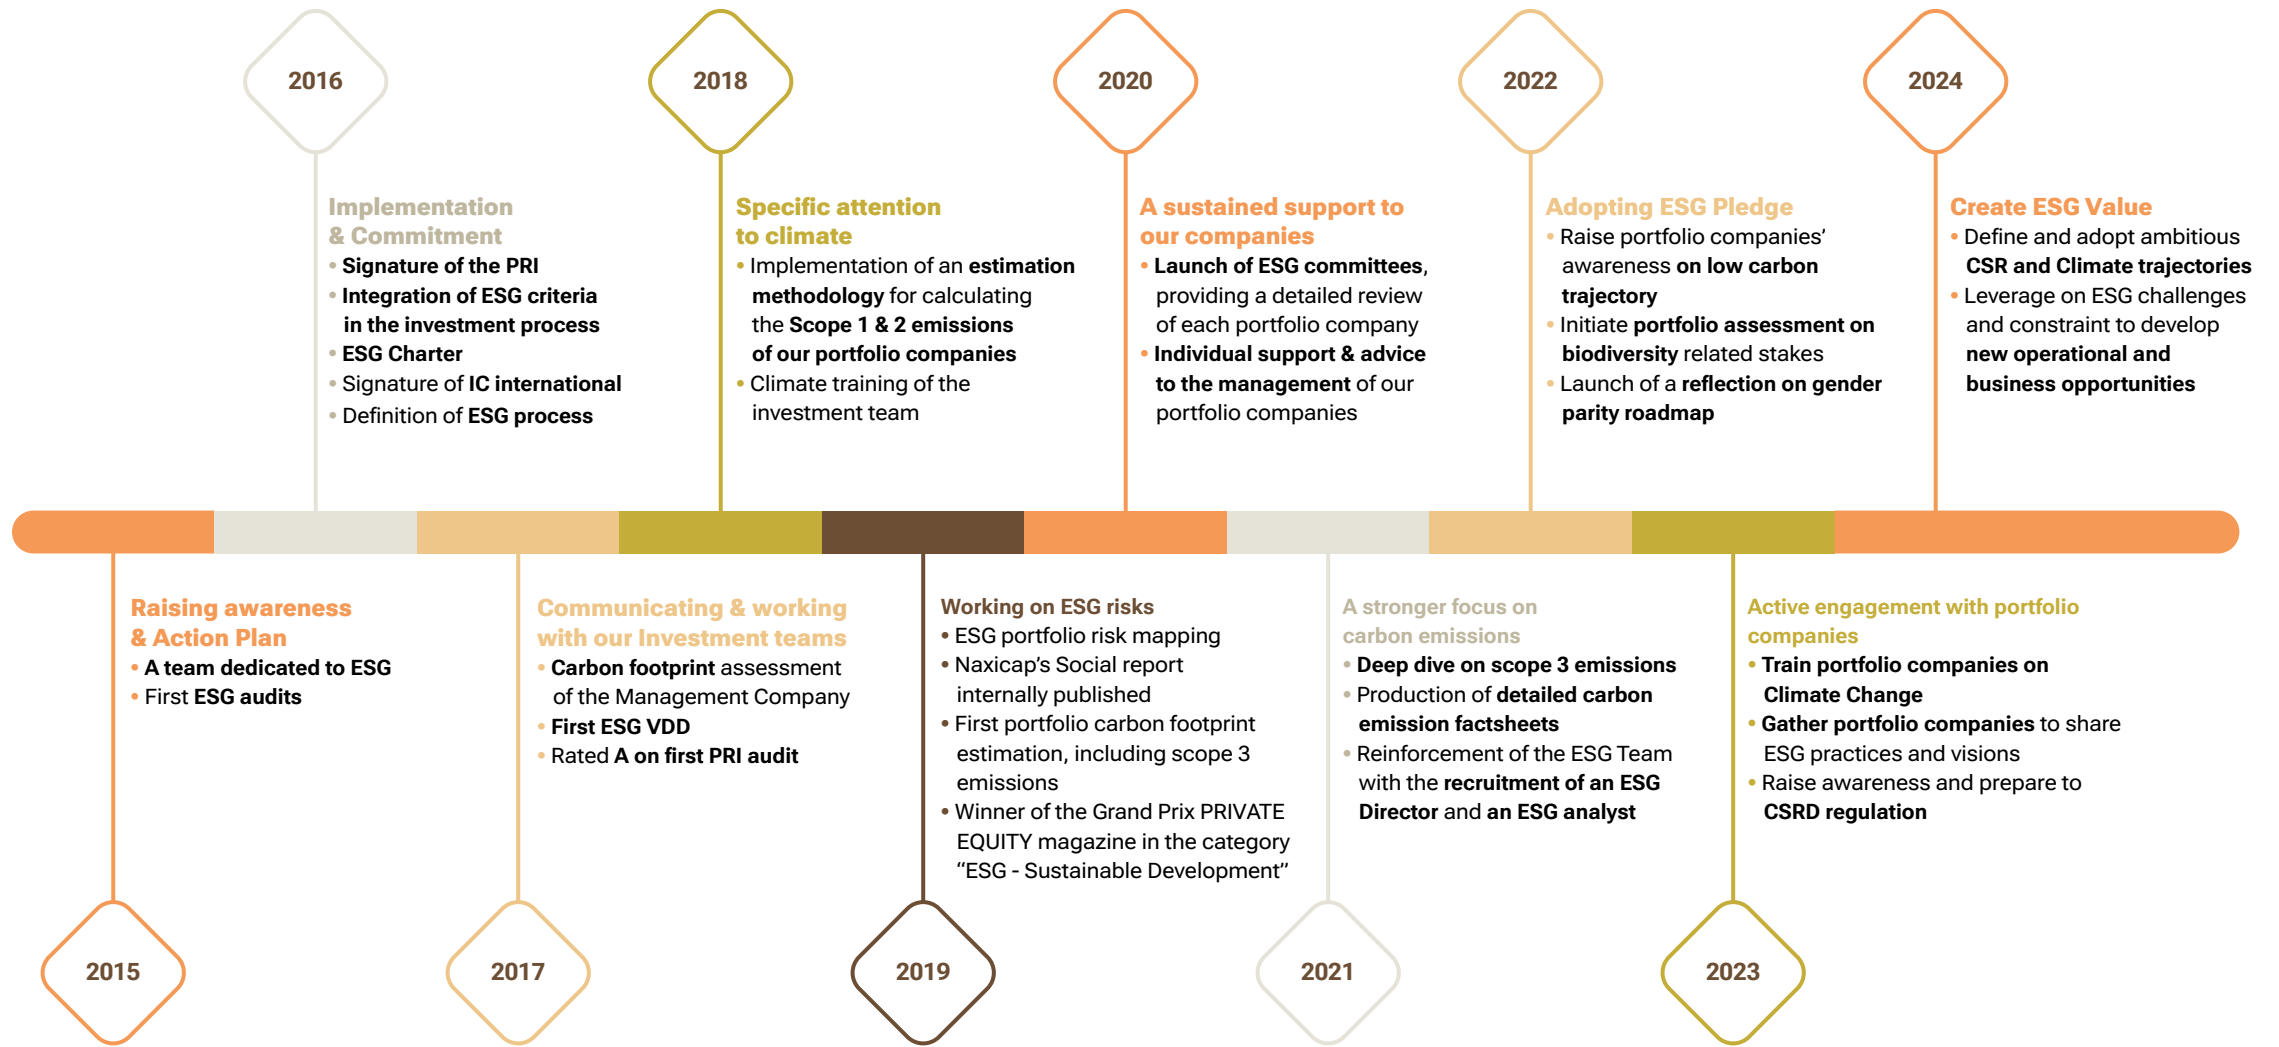 2016
2018
2020
2022
2024
Implementation
& Commitment
• Signature of the PRI
• Integration of ESG criteria
in the investment process
• ESG Charter
• Signature of IC international
• Definition of ESG process
Specific attention
to climate
• Implementation of an estimation
methodology for calculating
the Scope 1 & 2 emissions
of our portfolio companies
• Climate training of the
investment team
A sustained support to
our companies
• Launch of ESG committees,
providing a detailed review
of each portfolio company
• Individual support & advice
to the management of our
portfolio companies
Adopting ESG Pledge
• Raise portfolio companies’
awareness on low carbon
trajectory
• Initiate portfolio assessment on
biodiversity related stakes
• Launch of a reflection on gender
parity roadmap
Create ESG Value
• Define and adopt ambitious
CSR and Climate trajectories
• Leverage on ESG challenges
and constraint to develop
new operational and
business opportunities
Raising awareness
& Action Plan
• A team dedicated to ESG
• First ESG audits
Communicating & working
with our Investment teams
• Carbon footprint assessment
of the Management Company
• First ESG VDD
• Rated A on first PRI audit
Working on ESG risks
• ESG portfolio risk mapping
• Naxicap’s Social report
internally published
• First portfolio carbon footprint
estimation, including scope 3
emissions
• Winner of the Grand Prix PRIVATE
EQUITY magazine in the category
“ESG - Sustainable Development”
A stronger focus on
carbon emissions
• Deep dive on scope 3 emissions
• Production of detailed carbon
emission factsheets
• Reinforcement of the ESG Team
with the recruitment of an ESG
Director and an ESG analyst
Active engagement with portfolio
companies
• Train portfolio companies on
Climate Change
• Gather portfolio companies to share
ESG practices and visions
• Raise awareness and prepare to
CSRD regulation
2015
2017
2019
2021
2023